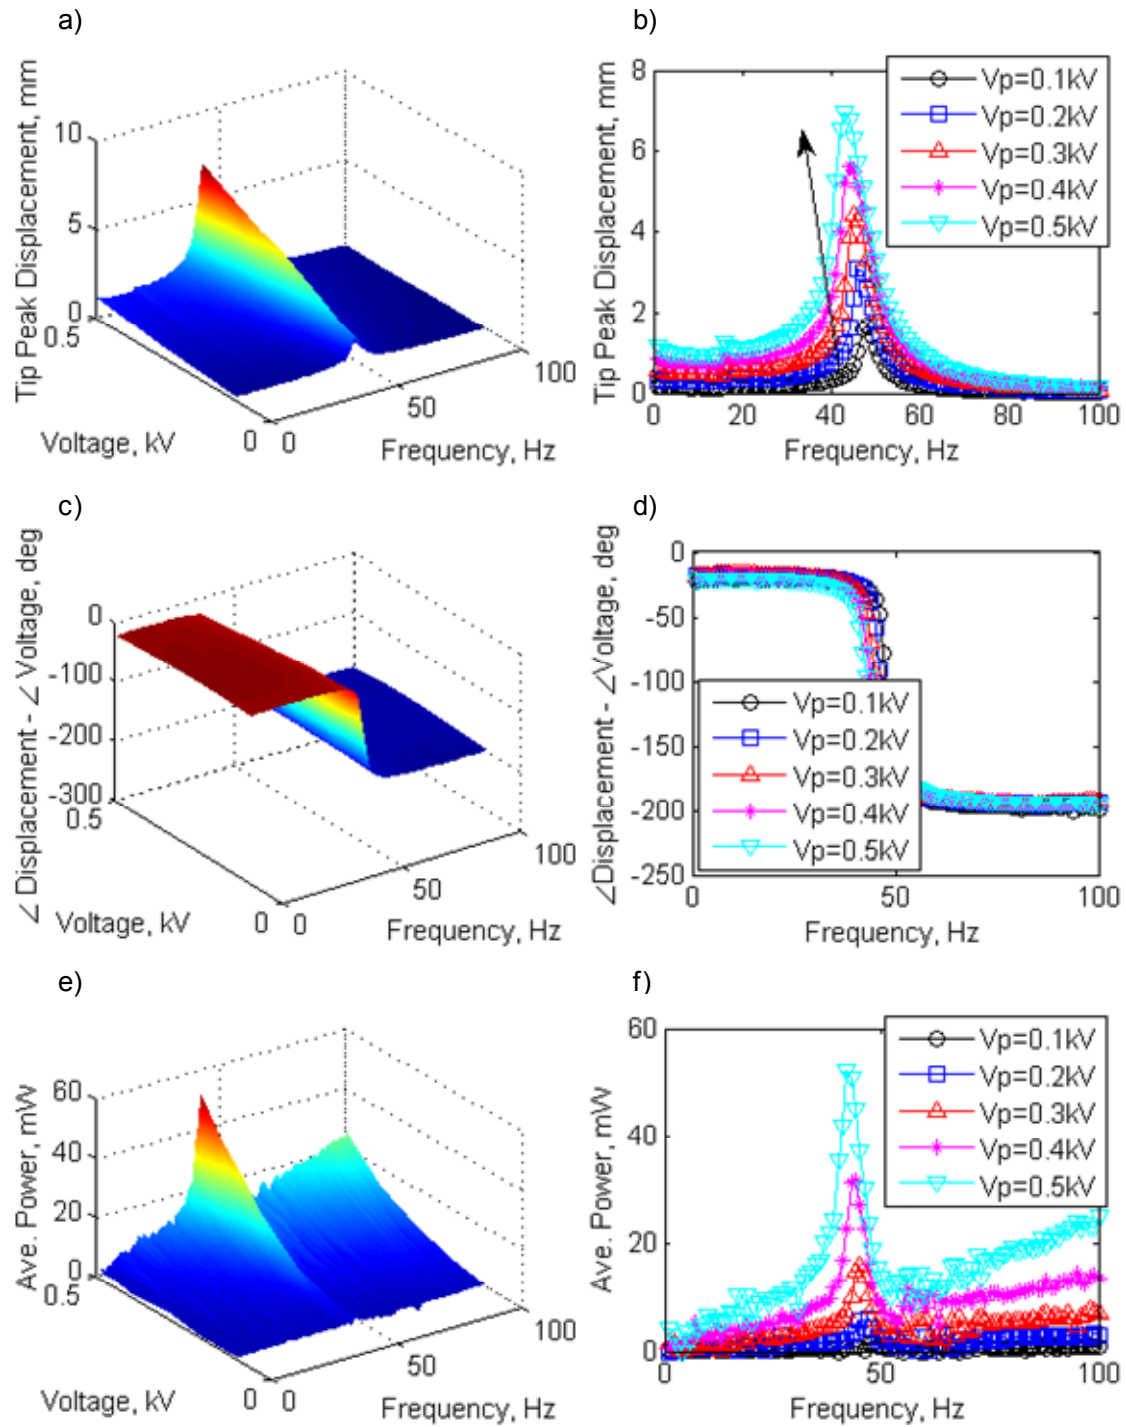 a)
Tip Peak Displacement, mm
10
5
0
0.5
Voltage, kV
0
0
50
100
Frequency, Hz
b)
Tip Peak Displacement, mm
8
6
4
2
0
0
20
40
60
80
100
Frequency, Hz
Vp=0.1kV
Vp=0.2kV
Vp=0.3kV
Vp=0.4kV
Vp=0.5kV
c)
∠ Displacement - ∠ Voltage, deg
0
-100
-200
-300
0.5
Voltage, kV
0
0
50
100
Frequency, Hz
d)
∠Displacement - ∠Voltage, deg
0
-50
-100
-150
-200
-250
0
50
100
Frequency, Hz
Vp=0.1kV
Vp=0.2kV
Vp=0.3kV
Vp=0.4kV
Vp=0.5kV
e)
Ave. Power, mW
60
40
20
0
0.5
Voltage, kV
0
0
50
100
Frequency, Hz
f)
Ave. Power, mW
60
40
20
0
0
50
100
Frequency, Hz
Vp=0.1kV
Vp=0.2kV
Vp=0.3kV
Vp=0.4kV
Vp=0.5kV